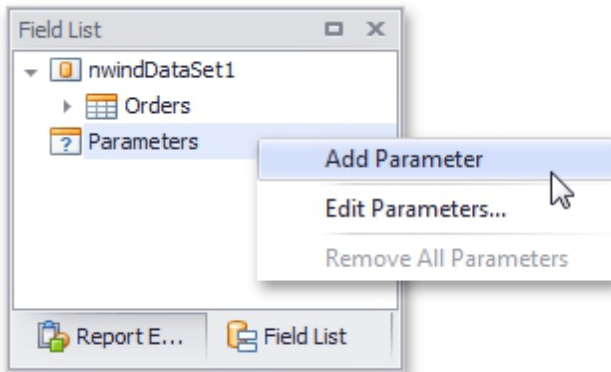 Field List
nwindDataSet1
Orders
Parameters
Add Parameter
Edit Parameters...
Remove All Parameters
Report E...
Field List